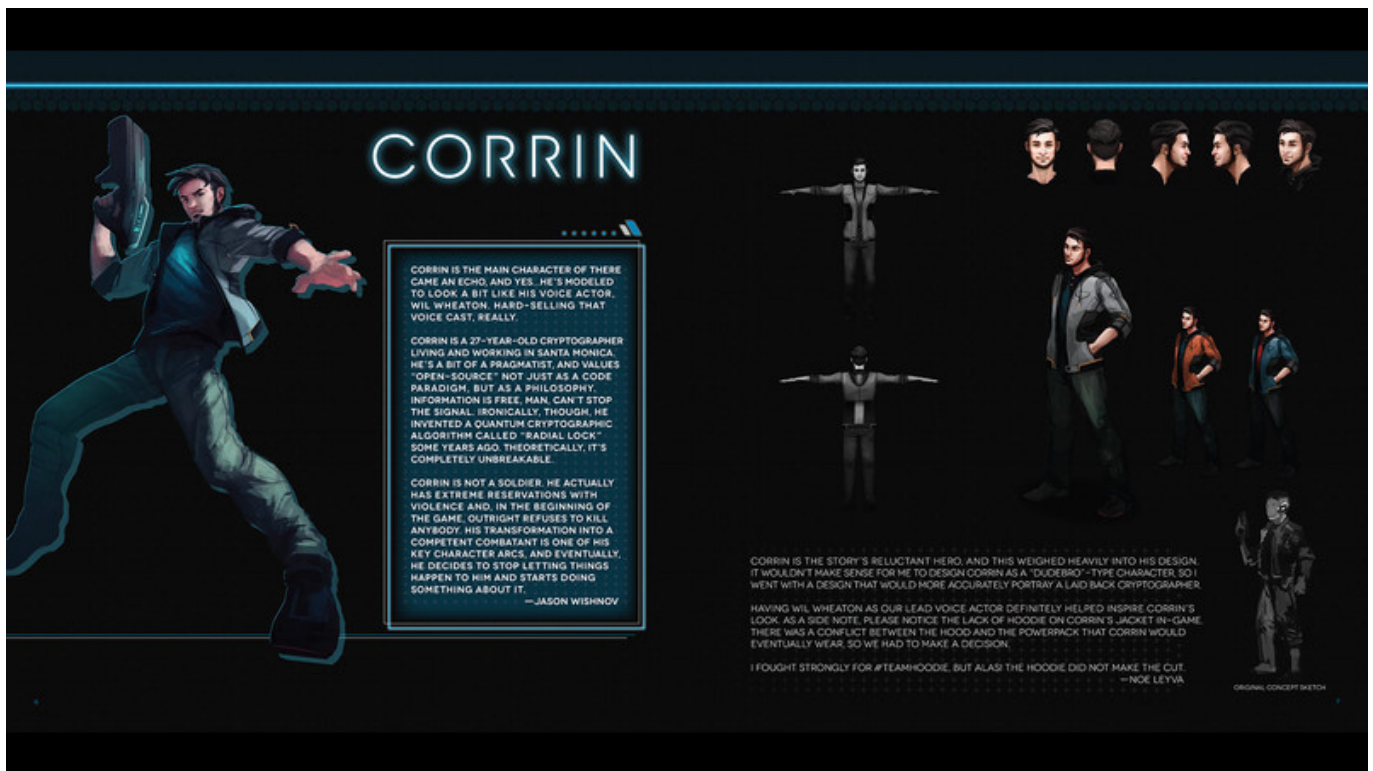 CORRIN
CORRIN IS THE MAIN CHARACTER OF THERE
CAME AN ECHO, AND YES...HE'S MODELED
TO LOOK A BIT LIKE HIS VOICE ACTOR,
WIL WHEATON. HARD-SELLING THAT
VOICE CAST, REALLY.
CORRIN IS A 27-YEAR-OLD CRYPTOGRAPHER
LIVING AND WORKING IN SANTA MONICA.
HE'S A BIT OF A PRAGMATIST, AND VALUES
"OPEN-SOURCE" NOT JUST AS A CODE
PARADIGM, BUT AS A PHILOSOPHY.
INFORMATION IS FREE, MAN, CAN'T STOP
THE SIGNAL. IRONICALLY, THOUGH, HE
INVENTED A QUANTUM CRYPTOGRAPHIC
ALGORITHM CALLED "RADIAL LOCK"
SOME YEARS AGO. THEORETICALLY, IT'S
COMPLETELY UNBREAKABLE.
CORRIN IS NOT A SOLDIER. HE ACTUALLY
HAS EXTREME RESERVATIONS WITH
VIOLENCE AND, IN THE BEGINNING OF
THE GAME, OUTRIGHT REFUSES TO KILL
ANYBODY. HIS TRANSFORMATION INTO A
COMPETENT COMBATANT IS ONE OF HIS
KEY CHARACTER ARCS, AND EVENTUALLY,
HE DECIDES TO STOP LETTING THINGS
HAPPEN TO HIM AND STARTS DOING
SOMETHING ABOUT IT.
—JASON WISHNOV
CORRIN IS THE STORY'S RELUCTANT HERO, AND THIS WEIGHED HEAVILY INTO HIS DESIGN.
IT WOULDN'T MAKE SENSE FOR ME TO DESIGN CORRIN AS A "DUDEBRO"-TYPE CHARACTER, SO I
WENT WITH A DESIGN THAT WOULD MORE ACCURATELY PORTRAY A LAID BACK CRYPTOGRAPHER.
HAVING WIL WHEATON AS OUR LEAD VOICE ACTOR DEFINITELY HELPED INSPIRE CORRIN'S
LOOK. AS A SIDE NOTE, PLEASE NOTICE THE LACK OF HOODIE ON CORRIN'S JACKET IN-GAME.
THERE WAS A CONFLICT BETWEEN THE HOOD AND THE POWERPACK THAT CORRIN WOULD
EVENTUALLY WEAR, SO WE HAD TO MAKE A DECISION.
I FOUGHT STRONGLY FOR #TEAMHOODIE, BUT ALAS! THE HOODIE DID NOT MAKE THE CUT.
—NOE LEYVA
ORIGINAL CONCEPT SKETCH